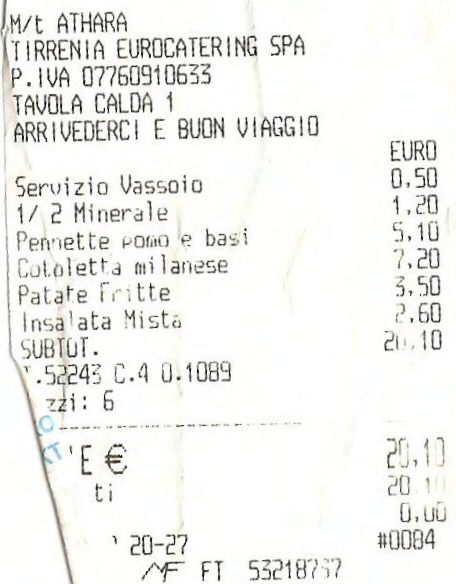 M/t ATHARA
TIRRENIA EUROCATERING SPA
P.IVA 07760910633
TAVOLA CALDA 1
ARRIVEDERCI E BUON VIAGGIO
EURO
Servizio Vassoio 0,50
1/ 2 Minerale 1,20
Pennette pomo e basi 5,10
Cotoletta milanese 7,20
Patate Fritte 3,50
Insalata Mista 2,60
SUBTOT. 20,10
.52243 C.4 O.1089
zzi: 6
'E € 20,10
ti 20,10
0,00
20-27 #0084
MF FT 53218737